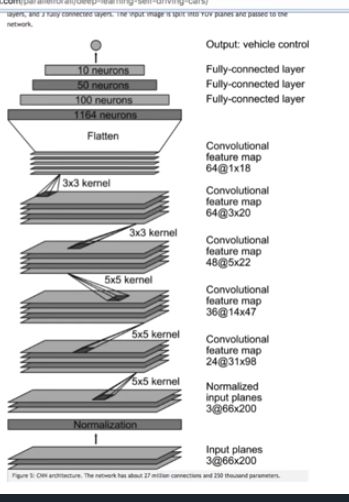 .com/parallelforall/deep-learning-self-driving-cars/)
layers, and 3 fully connected layers. The input image is split into YUV planes and passed to the
network.
Output: vehicle control
10 neurons
Fully-connected layer
50 neurons
Fully-connected layer
100 neurons
Fully-connected layer
1164 neurons
Flatten
Convolutional
feature map
64@1x18
3x3 kernel
Convolutional
feature map
64@3x20
3x3 kernel
Convolutional
feature map
48@5x22
5x5 kernel
Convolutional
feature map
36@14x47
5x5 kernel
Convolutional
feature map
24@31x98
5x5 kernel
Normalized
input planes
3@66x200
Normalization
Input planes
3@66x200
Figure 5: CNN architecture. The network has about 27 million connections and 250 thousand parameters.